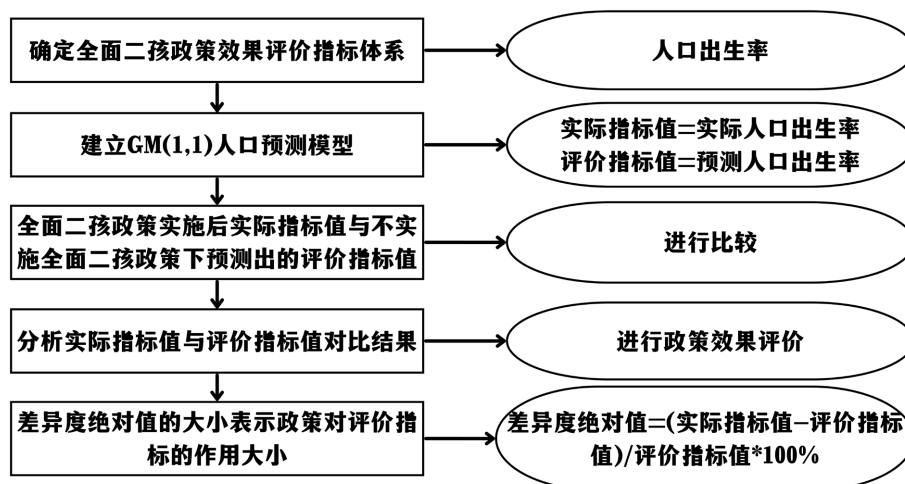 确定全面二孩政策效果评价指标体系
人口出生率
建立GM(1,1)人口预测模型
实际指标值=实际人口出生率
评价指标值=预测人口出生率
全面二孩政策实施后实际指标值与不实
施全面二孩政策下预测出的评价指标值
进行比较
分析实际指标值与评价指标值对比结果
进行政策效果评价
差异度绝对值的大小表示政策对评价指
标的作用大小
差异度绝对值=(实际指标值-评价指标
值)/评价指标值*100%